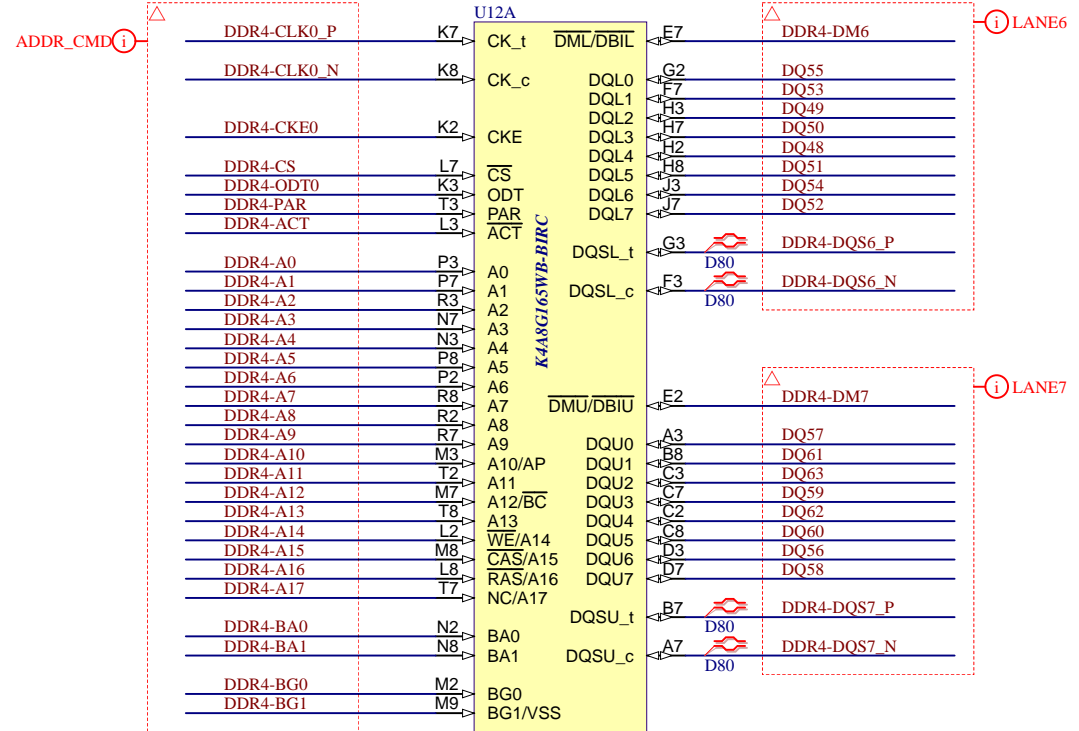 U12A
ADDR_CMD i
i LANE6
DDR4-CLK0_P K7 CK_t DML/DBIL E7 DDR4-DM6
DDR4-CLK0_N K8 CK_c DQL0 G2 DQ55
DQL1 F7 DQ53
DQL2 H3 DQ49
DDR4-CKE0 K2 CKE DQL3 H7 DQ50
DQL4 H2 DQ48
DDR4-CS L7 CS DQL5 H8 DQ51
DDR4-ODT0 K3 ODT DQL6 J3 DQ54
DDR4-PAR T3 PAR DQL7 J7 DQ52
DDR4-ACT L3 ACT
DQSL_t G3 DDR4-DQS6_P
D80
DDR4-A0 P3 A0
DDR4-A1 P7 A1 DQSL_c F3 DDR4-DQS6_N
D80
DDR4-A2 R3 A2
DDR4-A3 N7 A3
K4A8G165WB-BIRC
DDR4-A4 N3 A4
DDR4-A5 P8 A5
DDR4-A6 P2 A6
i LANE7
DDR4-A7 R8 A7 DMU/DBIU E2 DDR4-DM7
DDR4-A8 R2 A8
DDR4-A9 R7 A9 DQU0 A3 DQ57
DDR4-A10 M3 A10/AP DQU1 B8 DQ61
DDR4-A11 T2 A11 DQU2 C3 DQ63
DDR4-A12 M7 A12/BC DQU3 C7 DQ59
DDR4-A13 T8 A13 DQU4 C2 DQ62
DDR4-A14 L2 WE/A14 DQU5 C8 DQ60
DDR4-A15 M8 CAS/A15 DQU6 D3 DQ56
DDR4-A16 L8 RAS/A16 DQU7 D7 DQ58
DDR4-A17 T7 NC/A17
DQSU_t B7 DDR4-DQS7_P
D80
DDR4-BA0 N2 BA0
DDR4-BA1 N8 BA1 DQSU_c A7 DDR4-DQS7_N
D80
DDR4-BG0 M2 BG0
DDR4-BG1 M9 BG1/VSS